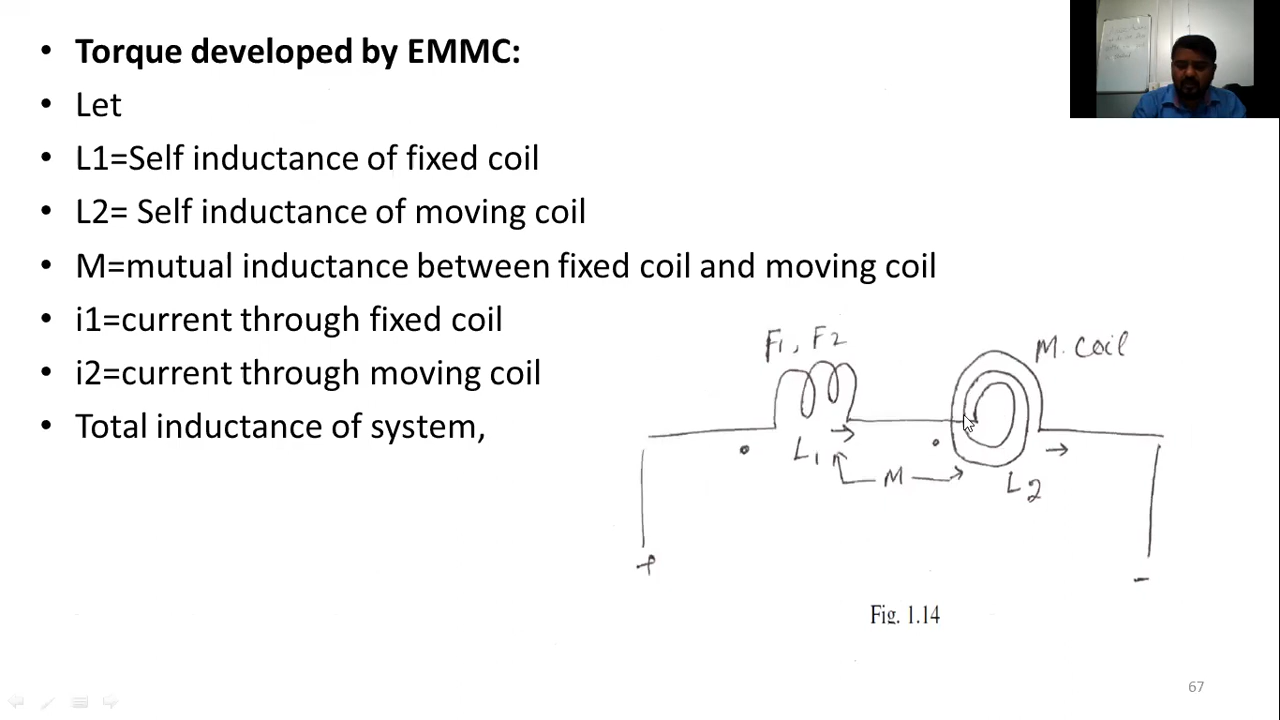 • Torque developed by EMMC:
• Let
• L1=Self inductance of fixed coil
• L2= Self inductance of moving coil
• M=mutual inductance between fixed coil and moving coil
• i1=current through fixed coil
• i2=current through moving coil
• Total inductance of system,
F1, F2
M. Coil
L1
M
L2
+
-
Fig. 1.14
67